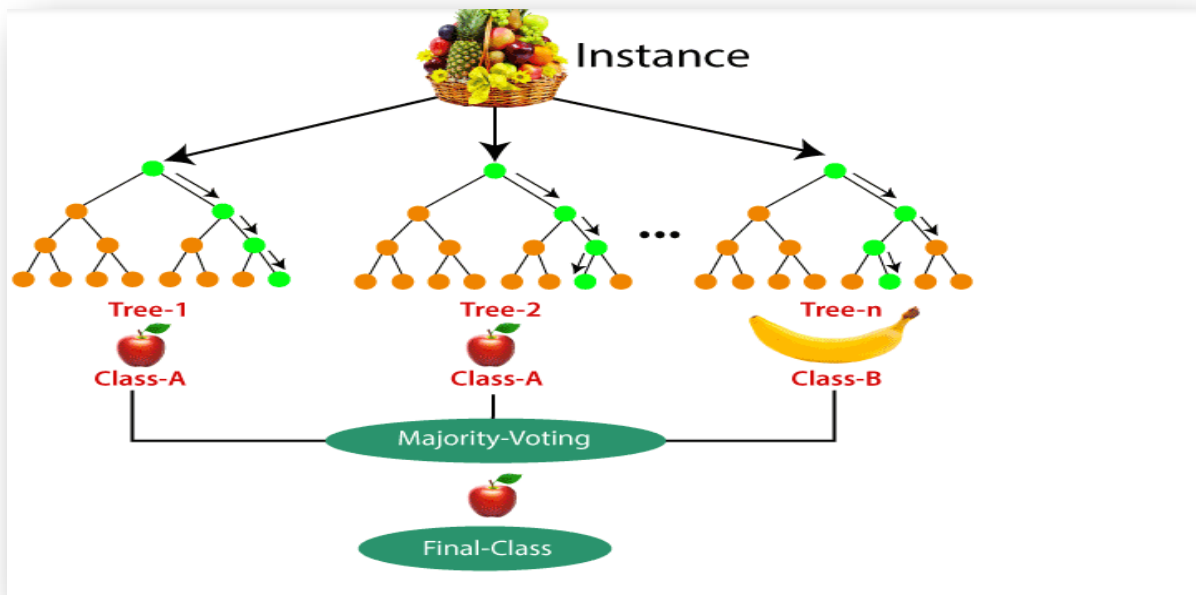 Instance
...
Tree-1
Tree-2
Tree-n
Class-A
Class-A
Class-B
Majority-Voting
Final-Class